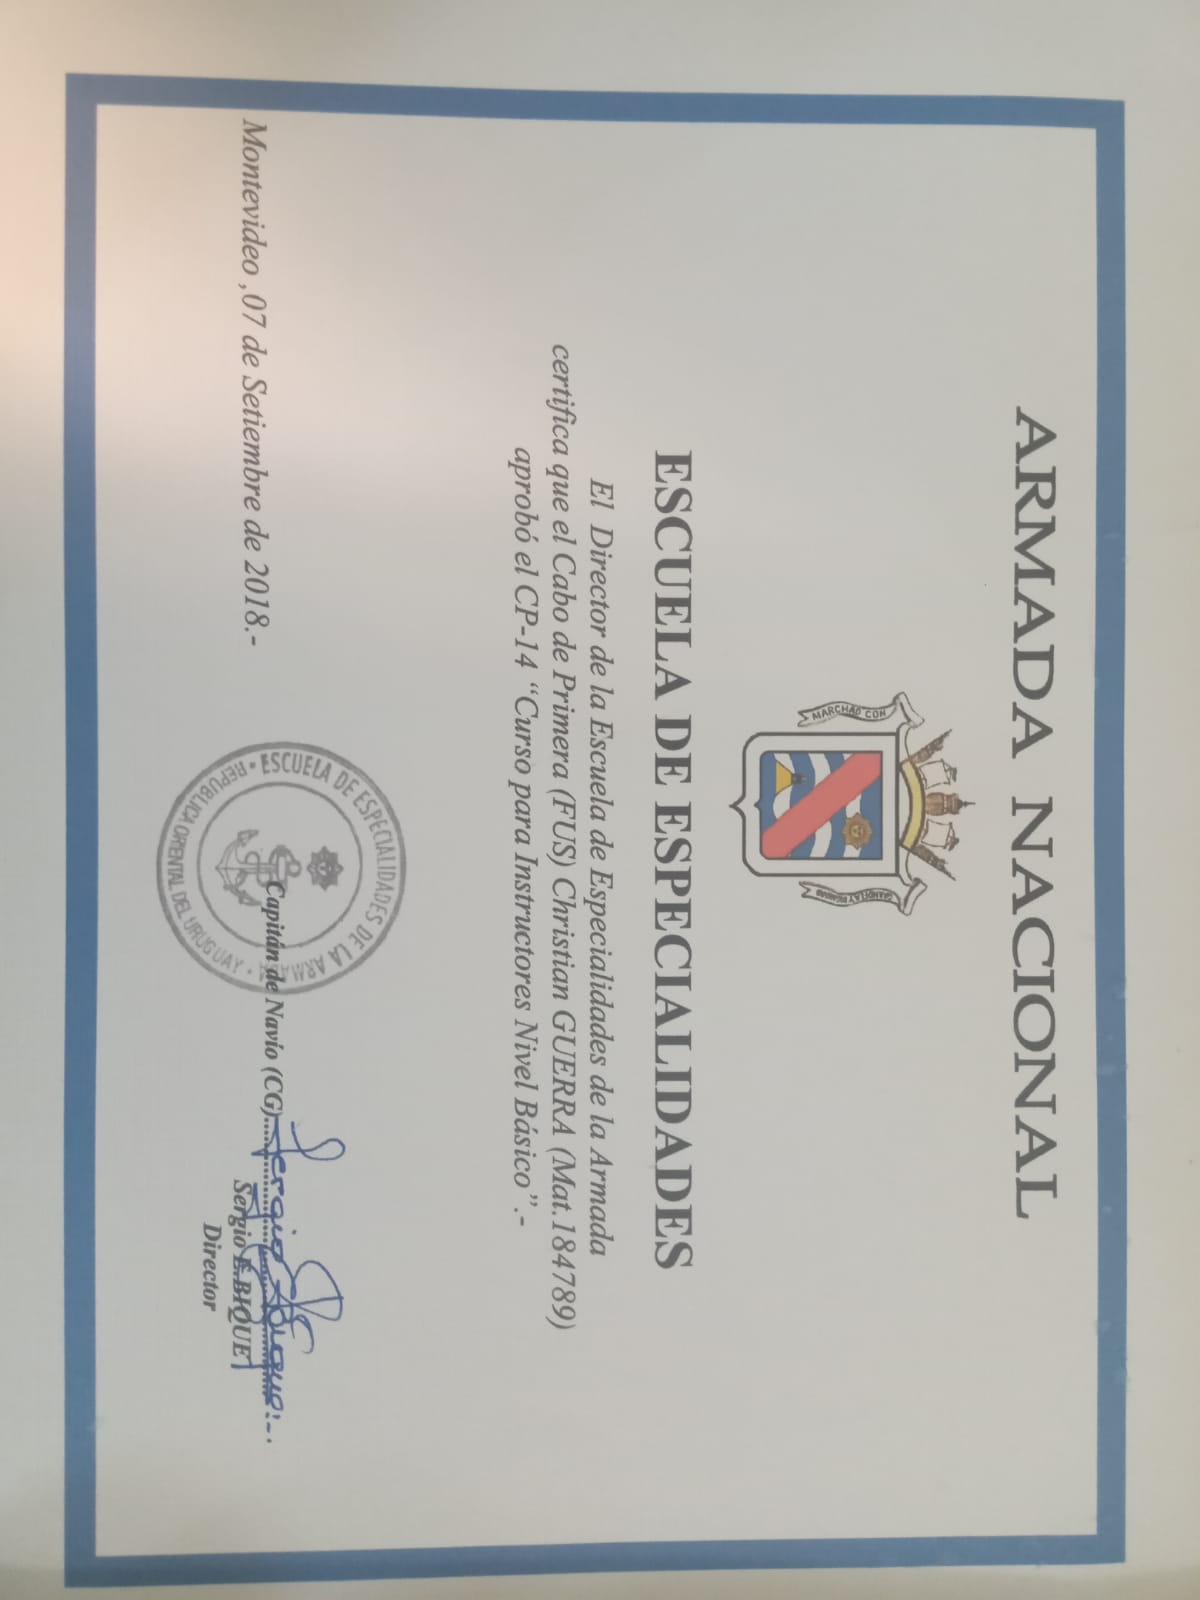 ARMADA NACIONAL
MARCHAD CON
ESCUELA DE ESPECIALIDADES
El Director de la Escuela de Especialidades de la Armada
certifica que el Cabo de Primera (FUS) Christian GUERRA (Mat.184789)
aprobó el CP-14 “Curso para Instructores Nivel Básico”.-
ESCUELA DE ESPECIALIDADES DE LA ARMADA
REPUBLICA ORIENTAL DEL URUGUAY
Montevideo ,07 de Setiembre de 2018.-
Capitán de Navío (CG)
Sergio E.BIQUE
Director